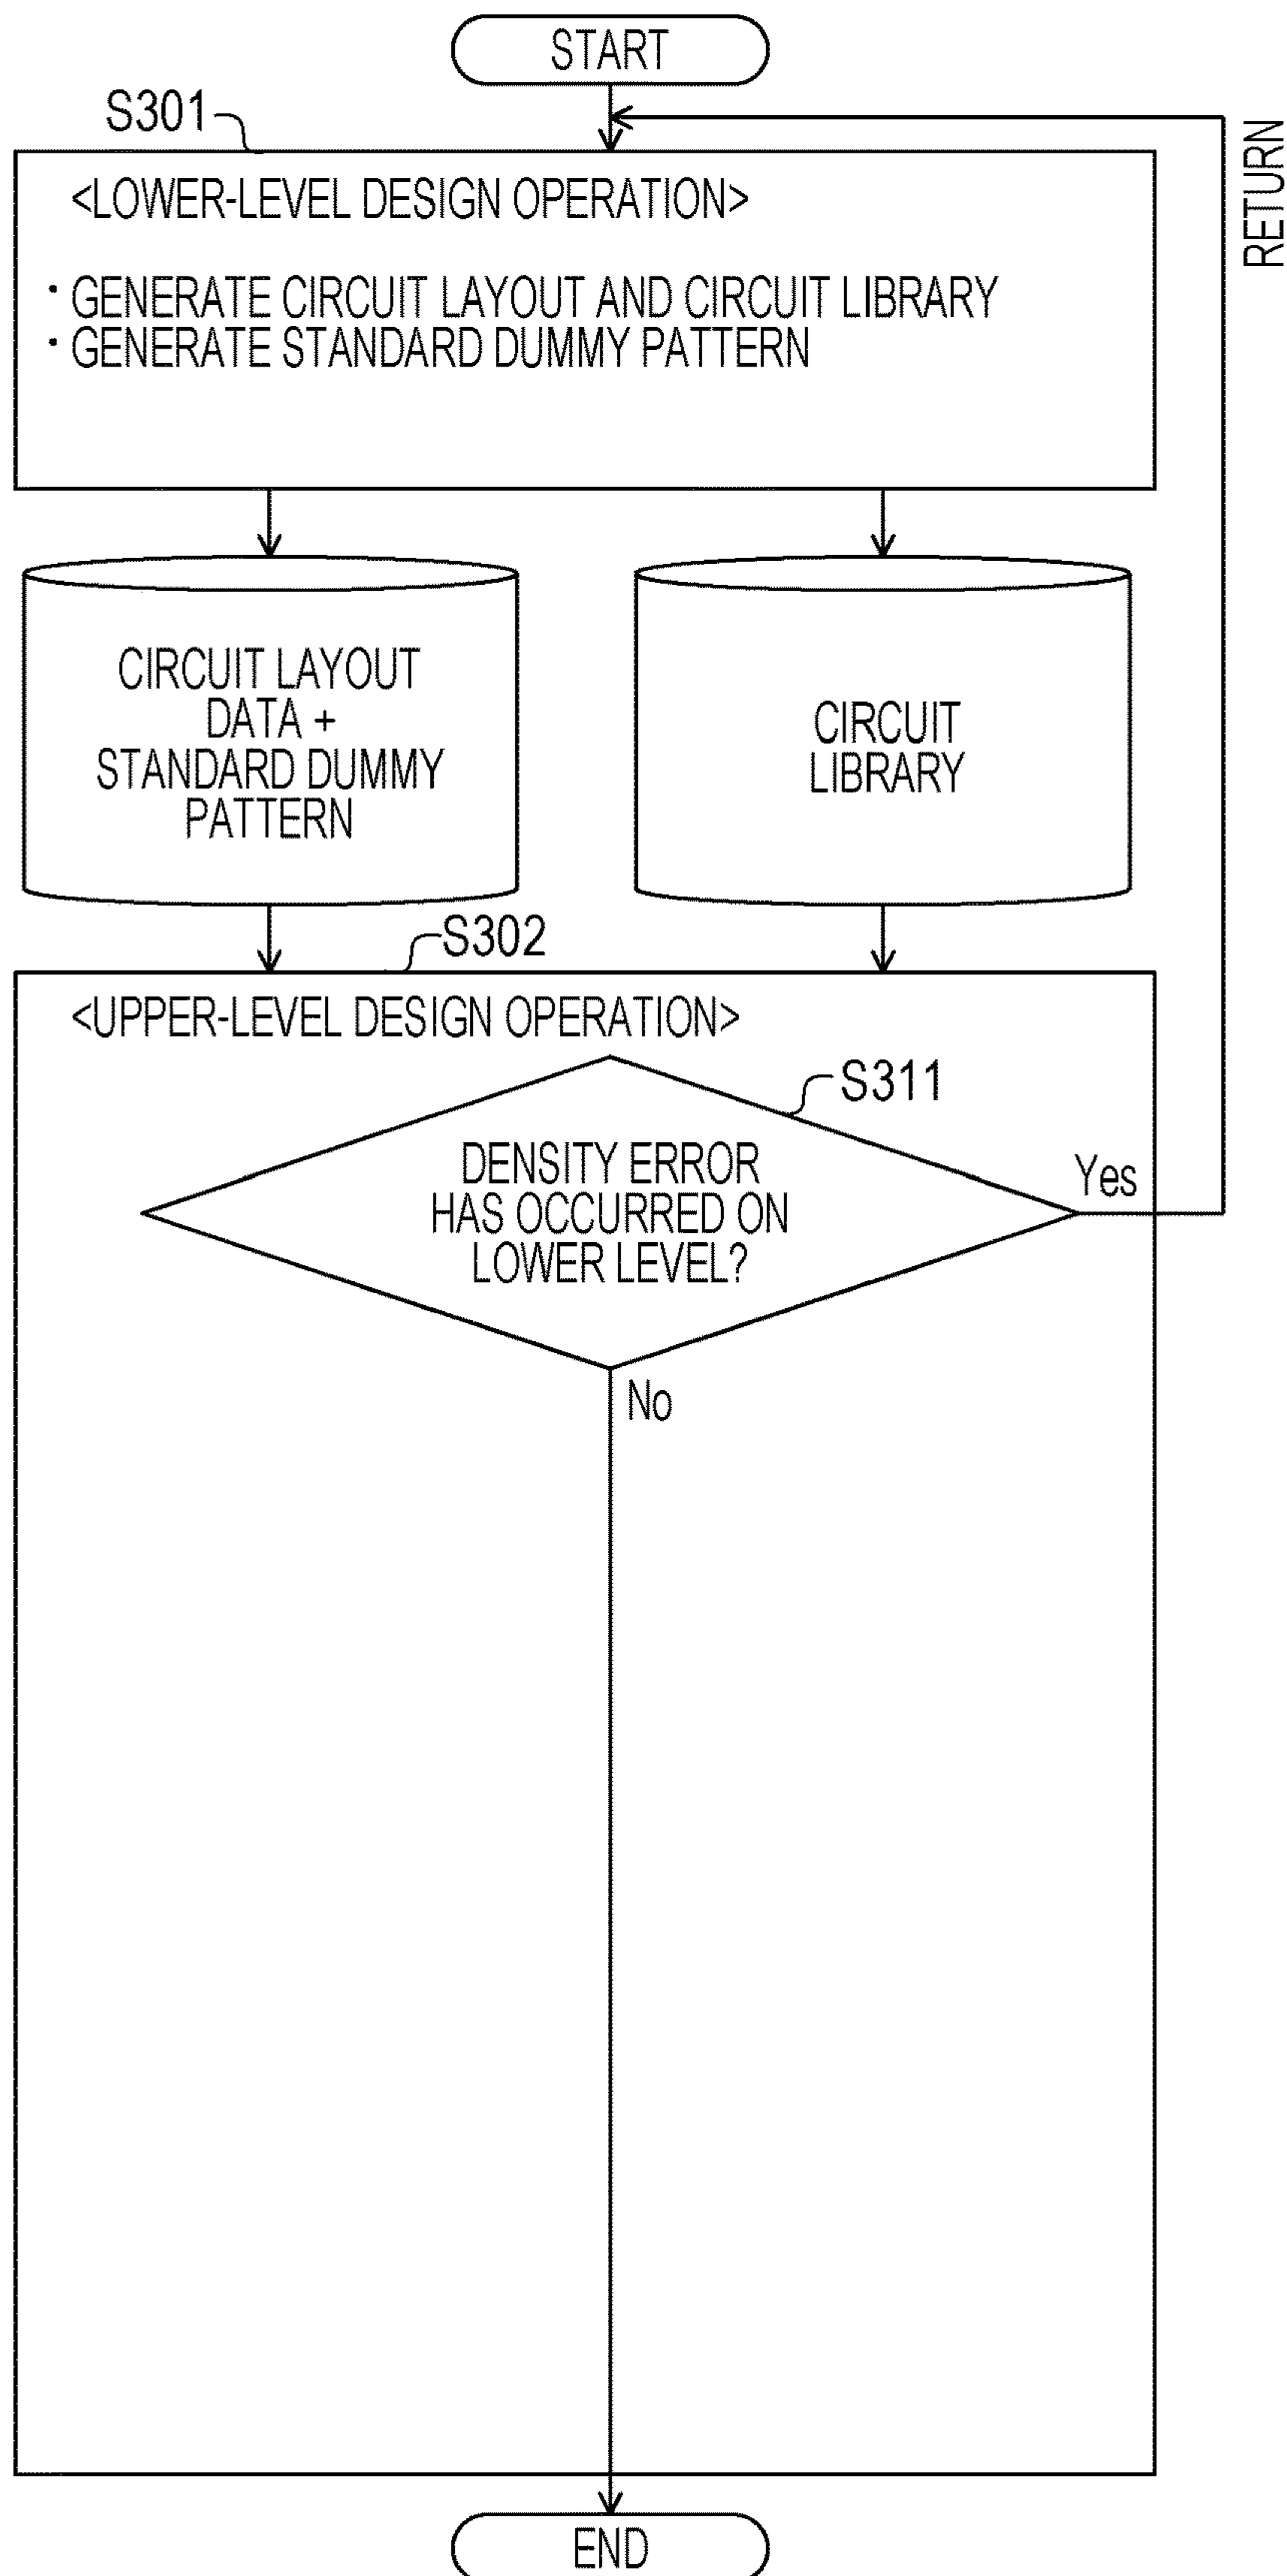 START
S301
RETURN
<LOWER-LEVEL DESIGN OPERATION>
· GENERATE CIRCUIT LAYOUT AND CIRCUIT LIBRARY
· GENERATE STANDARD DUMMY PATTERN
CIRCUIT LAYOUT
DATA +
STANDARD DUMMY
PATTERN
CIRCUIT
LIBRARY
S302
<UPPER-LEVEL DESIGN OPERATION>
S311
DENSITY ERROR
HAS OCCURRED ON
LOWER LEVEL?
Yes
No
END